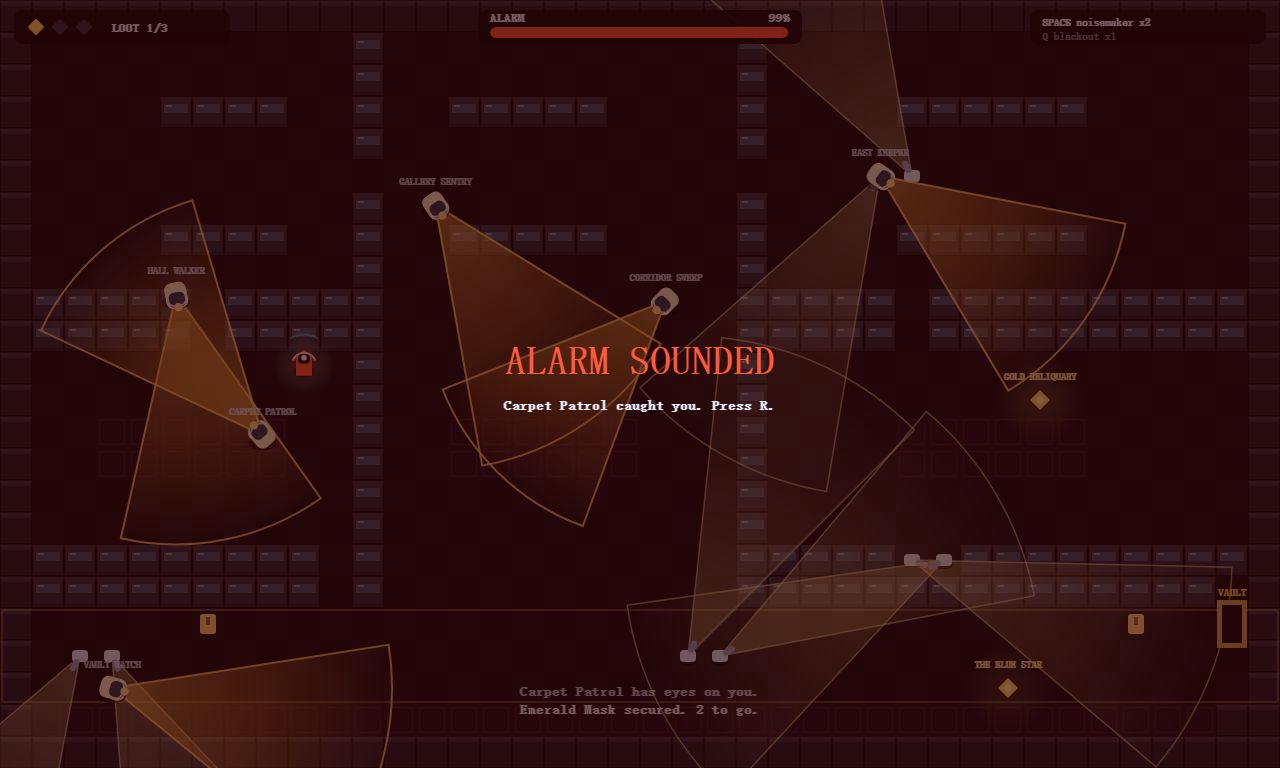 LOOT 1/3
ALARM 99%
SPACE noisemaker x2
Q blackout x1
EAST KEEPER
GALLERY SENTRY
HALL WALKER
CORRIDOR SWEEP
ALARM SOUNDED
GOLD RELIQUARY
Carpet Patrol caught you. Press R.
CARPET PATROL
VAULT
VAULT WATCH
THE BLUE STAR
Carpet Patrol has eyes on you.
Emerald Mask secured. 2 to go.